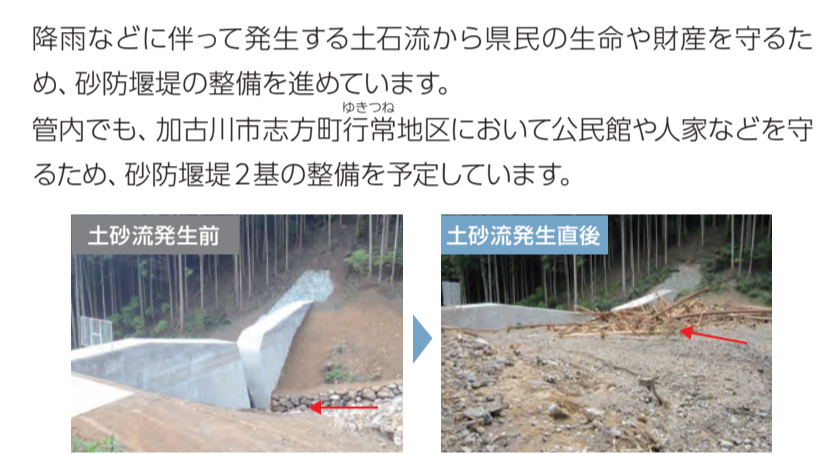 降雨などに伴って発生する土石流から県民の生命や財産を守るた
め、砂防堰堤の整備を進めています。
ゆきつね
管内でも、加古川市志方町行常地区において公民館や人家などを守
るため、砂防堰堤２基の整備を予定しています。
土砂流発生前
土砂流発生直後